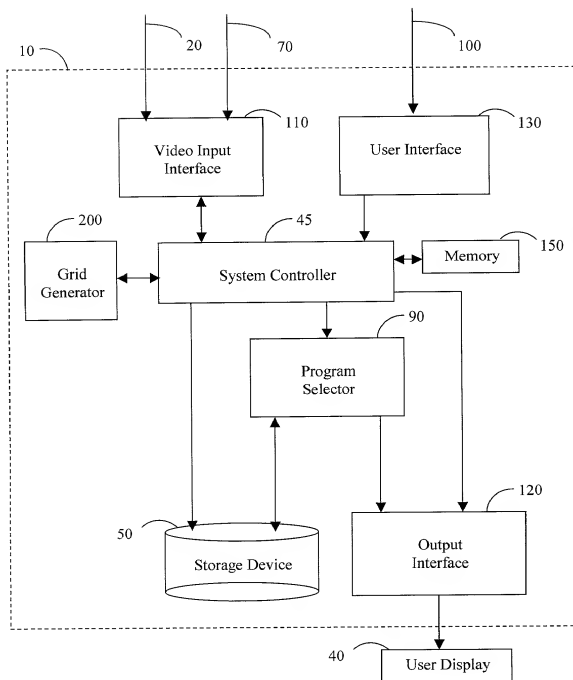 20
70
100
10
110
130
Video Input
Interface
User Interface
200
45
150
Grid
Generator
System Controller
Memory
90
Program
Selector
50
120
Storage Device
Output
Interface
40
User Display